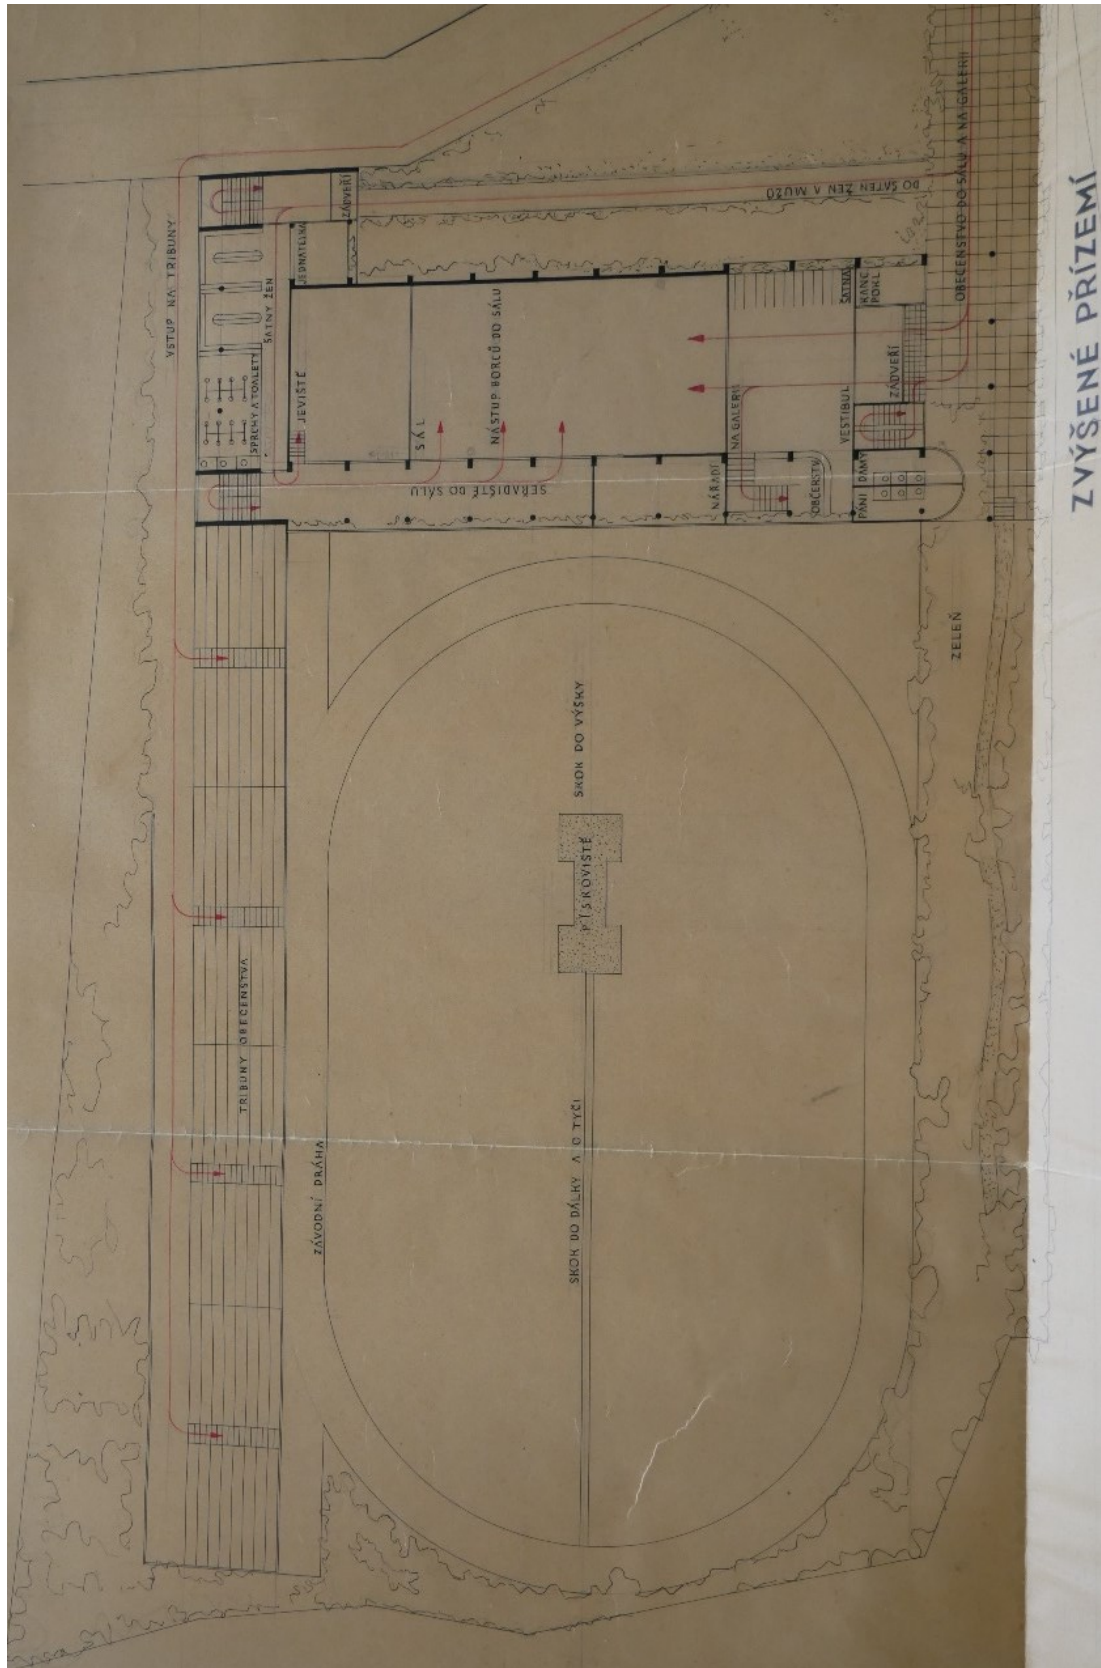 ZVÝŠENÉ PŘÍZEMÍ
VSTUP NA TRIBUNY
ZÁDVEŘÍ
JEDNATELNA
ŠATNY ŽEN
SPRCHY A TOALETY
JEVIŠTĚ
SÁL
NÁSTUP BORCŮ DO SÁLU
SEŘADIŠTĚ DO SÁLU
NÁŘADÍ
NA GALERII
OBČERSTV.
VESTIBUL
ŠATNA
KANC.
POKL.
ZÁDVEŘÍ
PÁNI
DÁMY
DO ŠATEN ŽEN A MUŽŮ
OBECENSTVO DO SÁLU A NA GALERII
ZELEŇ
SKOK DO VÝŠKY
PÍSKOVIŠTĚ
SKOK DO DÁLKY A O TYČI
TRIBUNY OBECENSTVA
ZÁVODNÍ DRÁHA